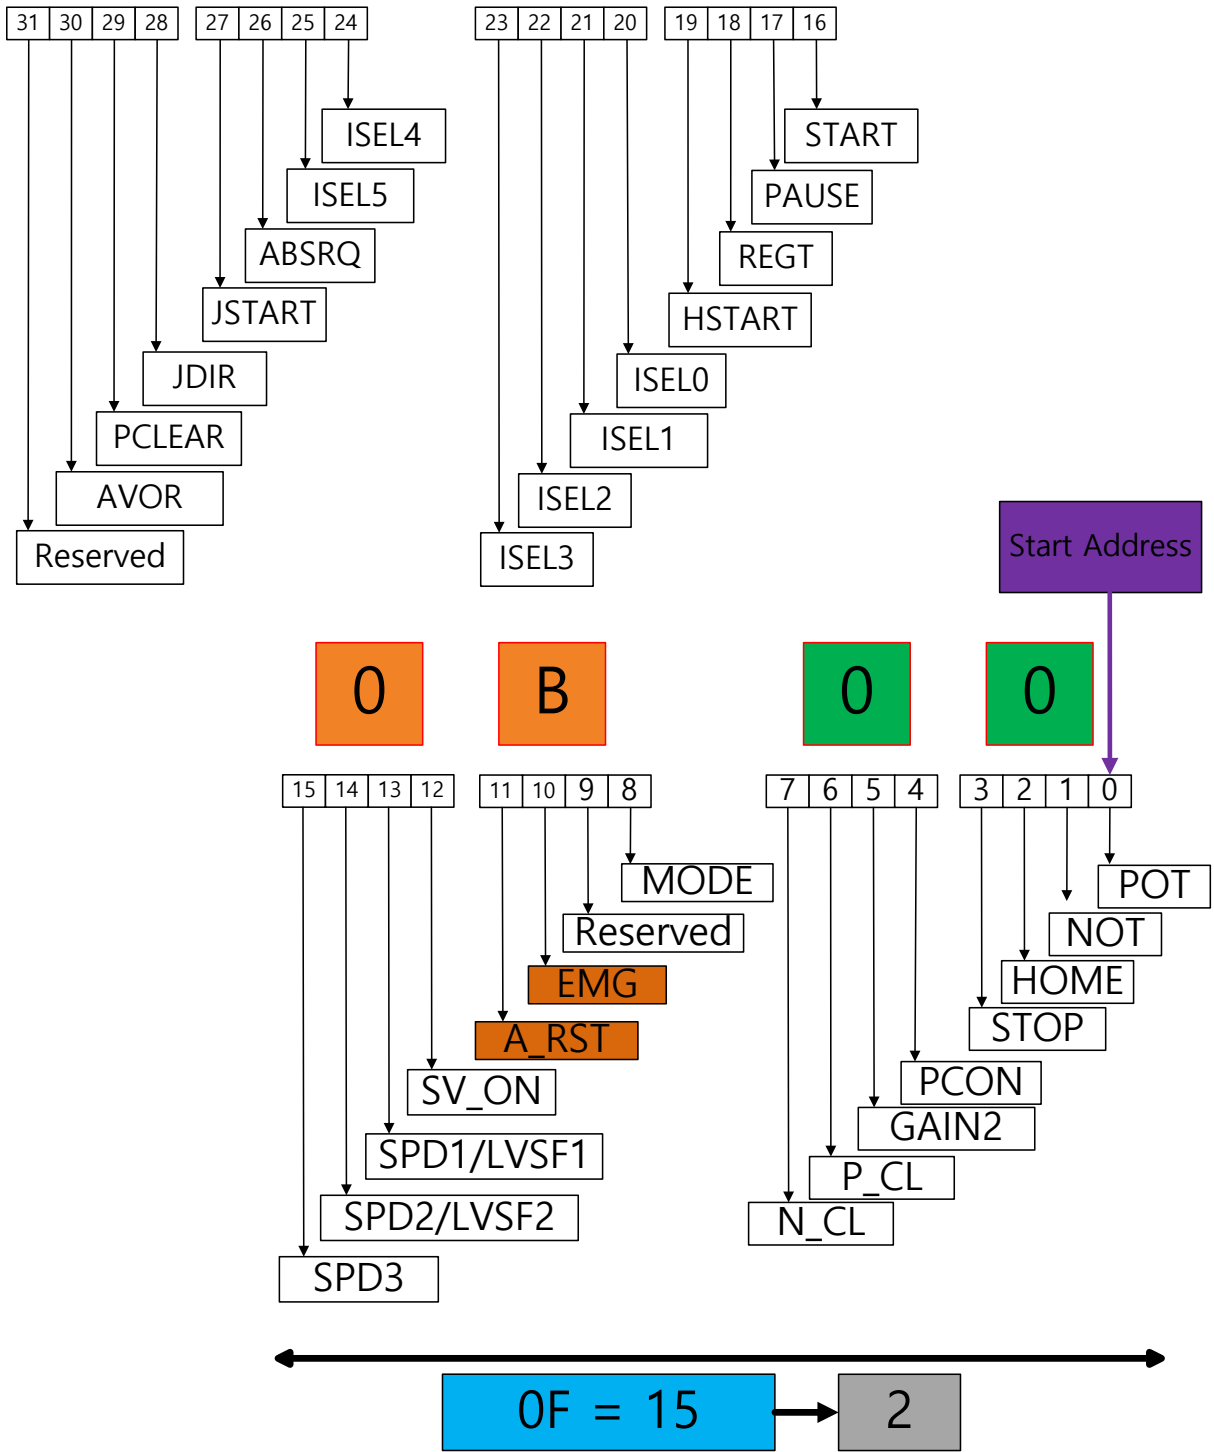 31 30 29 28 27 26 25 24 23 22 21 20 19 18 17 16
ISEL4
START
ISEL5
PAUSE
ABSRQ
REGT
JSTART
HSTART
JDIR
ISEL0
PCLEAR
ISEL1
AVOR
ISEL2
Reserved
ISEL3
Start Address
0 B 0 0
15 14 13 12 11 10 9 8 7 6 5 4 3 2 1 0
MODE
POT
Reserved
NOT
EMG
HOME
A_RST
STOP
SV_ON
PCON
SPD1/LVSF1
GAIN2
SPD2/LVSF2
P_CL
SPD3
N_CL
0F = 15
2